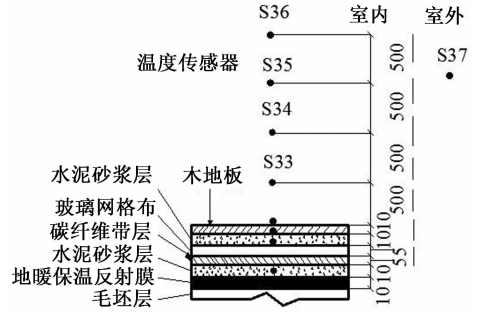 S36
室内
室外
温度传感器
S35
S37
S34
S33
500
500
500
500
水泥砂浆层
木地板
玻璃网格布
碳纤维带层
水泥砂浆层
地暖保温反射膜
毛坯层
10
10
5
5
10
10